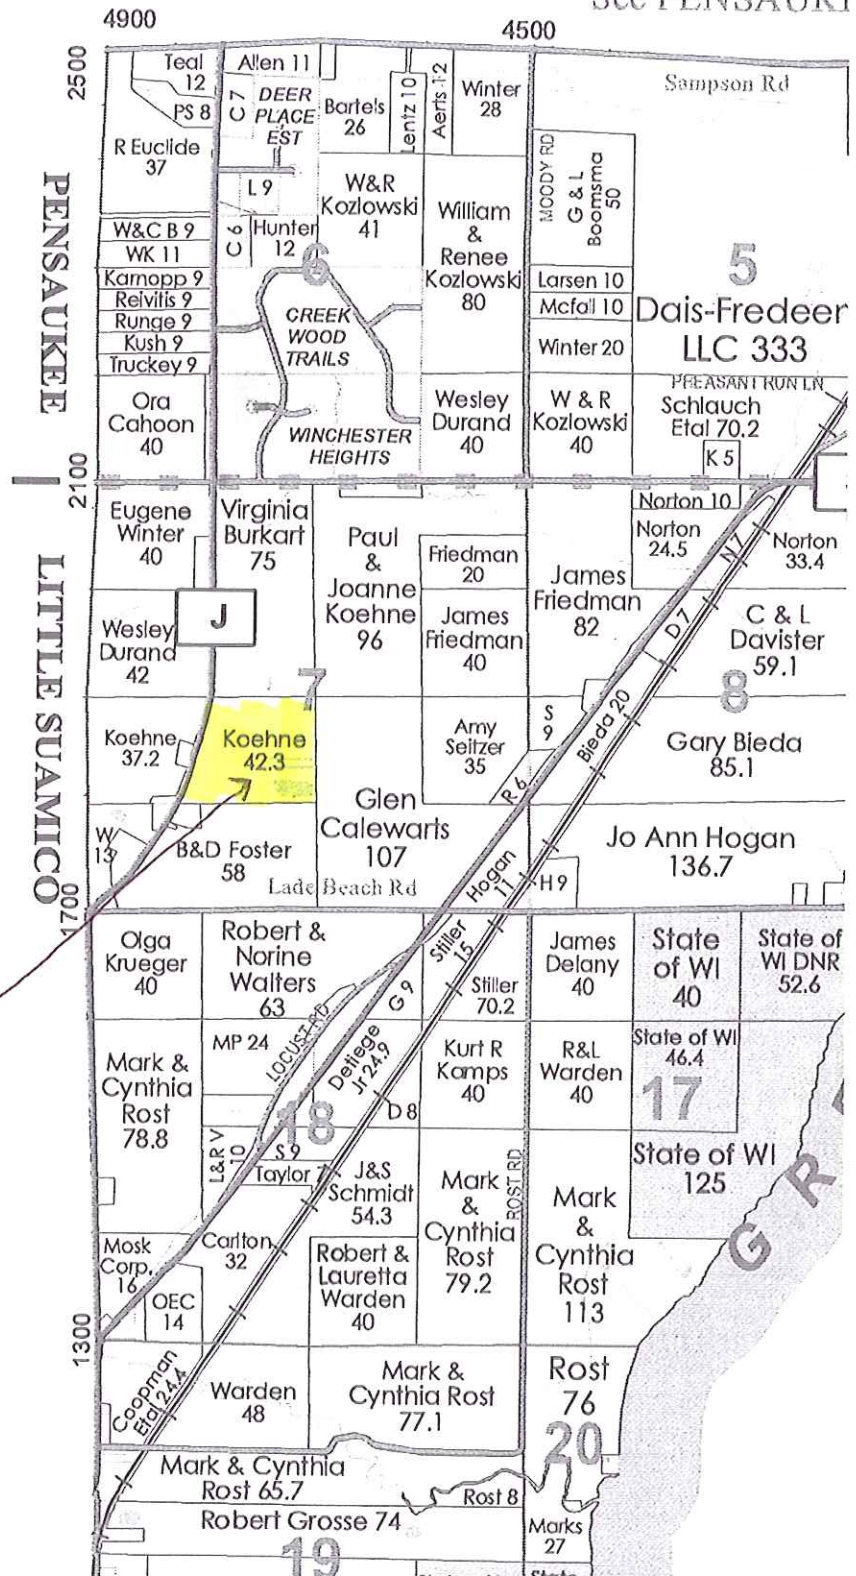 See PENSAUKE
4900
4500
2500
Teal
12
PS 8
R Euclide
37
Allen 11
C 7
DEER
PLACE
EST
Bartels
26
Lentz 10
Aerts 12
Winter
28
Sampson Rd
MOODY RD
G & L
Boomsma
50
L 9
W&R
Kozlowski
41
William
&
Renee
Kozlowski
80
PENSAUKEE
W&C B 9
WK 11
Karnopp 9
Reivitis 9
Runge 9
Kush 9
Truckey 9
C 6
Hunter
12
6
CREEK
WOOD
TRAILS
Larsen 10
Mcfall 10
Winter 20
5
Dais-Fredeer
LLC 333
PHEASANT RUN LN
Ora
Cahoon
40
WINCHESTER
HEIGHTS
Wesley
Durand
40
W & R
Kozlowski
40
Schlauch
Etal 70.2
K 5
2100
Eugene
Winter
40
Virginia
Burkart
75
Paul
&
Joanne
Koehne
96
Friedman
20
James
Friedman
40
James
Friedman
82
Norton 10
Norton
24.5
N 7
Norton
33.4
J
Wesley
Durand
42
D 7
C & L
Davister
59.1
LITTLE SUAMICO
7
8
Koehne
37.2
Koehne
42.3
Amy
Seitzer
35
S
9
Bieda 20
Gary Bieda
85.1
R 6
Glen
Calewarts
107
W
13
B&D Foster
58
Lade Beach Rd
Hogan
11
H 9
Jo Ann Hogan
136.7
1700
Olga
Krueger
40
Robert &
Norine
Walters
63
Stiller
15
Stiller
70.2
G 9
James
Delany
40
State
of WI
40
State of
WI DNR
52.6
MP 24
LOCUST RD
Detiege
Jr 24.9
Kurt R
Kamps
40
R&L
Warden
40
State of WI
46.4
17
Mark &
Cynthia
Rost
78.8
18
D 8
L&R V
10
S 9
Taylor 7
J&S
Schmidt
54.3
Mark
&
Cynthia
Rost
79.2
ROST RD
State of WI
125
Mark
&
Cynthia
Rost
113
G R
Mosk
Corp.
16
Carlton
32
OEC
14
Robert &
Lauretta
Warden
40
1300
Coopman
Etal 24.4
Warden
48
Mark &
Cynthia Rost
77.1
Rost
76
20
Mark & Cynthia
Rost 65.7
Rost 8
Robert Grosse 74
Marks
27
19
State